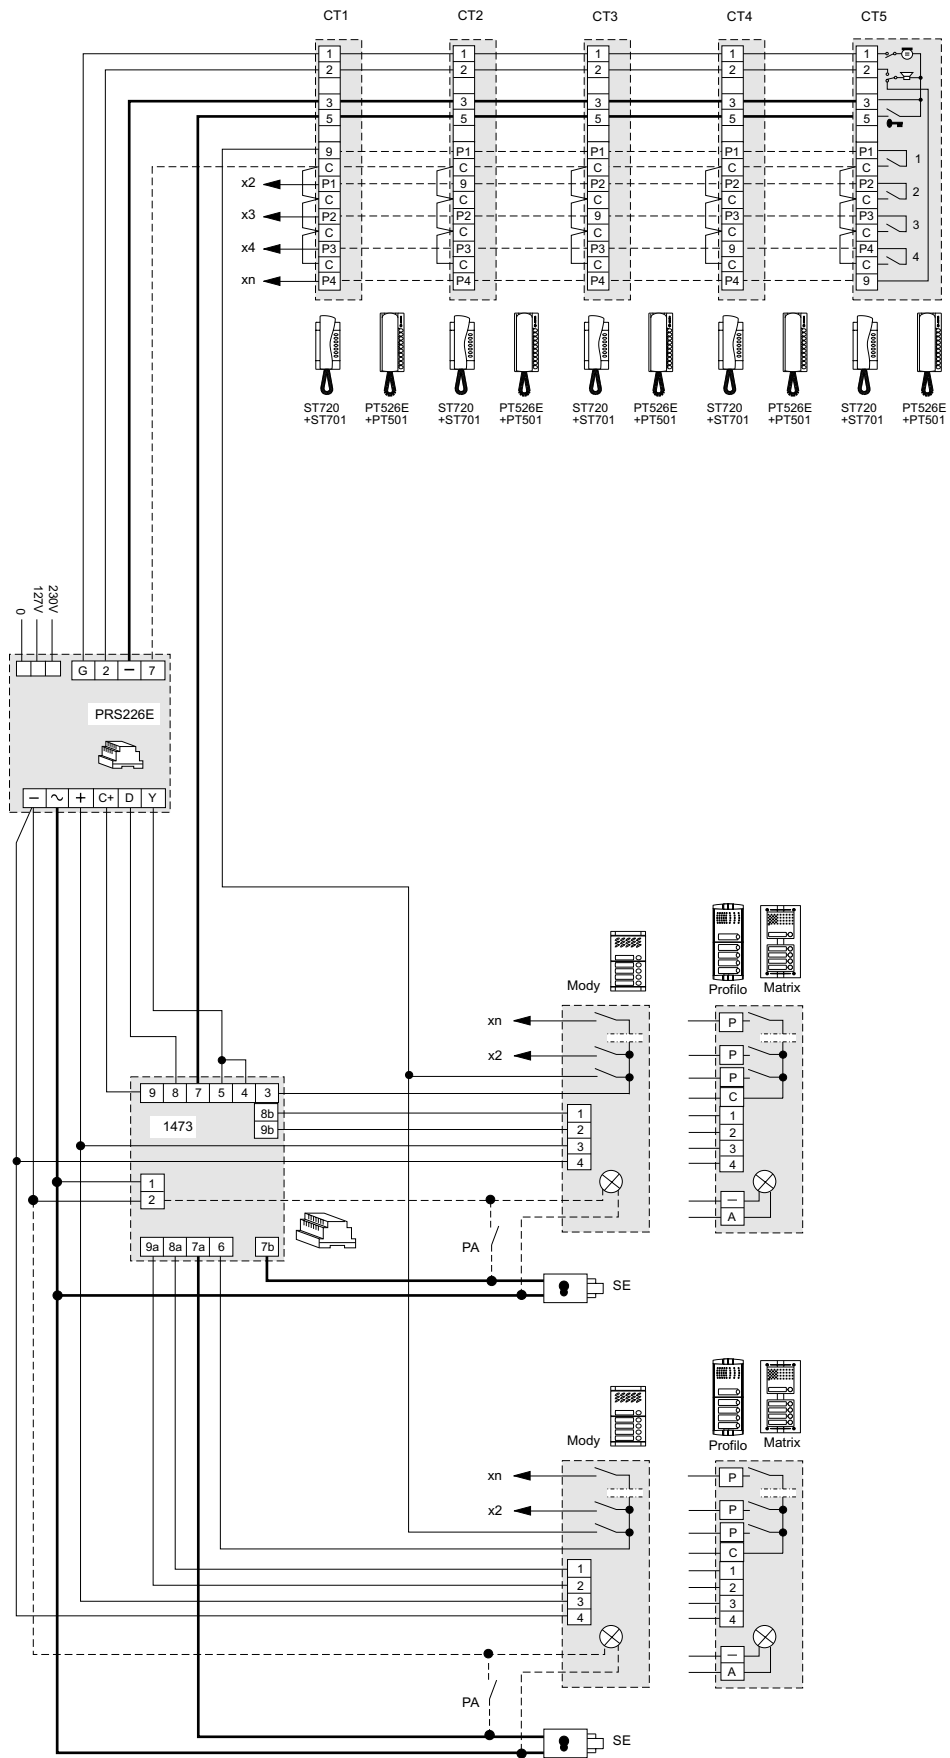 CT1 CT2 CT3 CT4 CT5
1 1 1 1 1
2 2 2 2 2
3 3 3 3 3
5 5 5 5 5
9 P1 P1 P1 P1 1
C C C C C
x2 P1 9 P2 P2 P2 2
C C C C C
x3 P2 P2 9 P3 P3 3
C C C C C
x4 P3 P3 P3 9 P4 4
C C C C C
xn P4 P4 P4 P4 9
ST720 PT526E ST720 PT526E ST720 PT526E ST720 PT526E ST720 PT526E
+ST701 +PT501 +ST701 +PT501 +ST701 +PT501 +ST701 +PT501 +ST701 +PT501
0 127V 230V
G 2 — 7
PRS226E
— ~ + C+ D Y
Mody Profilo Matrix
xn P
x2 P
P
C
9 8 7 5 4 3
8b 1 1
1473 9b 2 2
3 3
4 4
1
2 —
A
PA
9a 8a 7a 6 7b
SE
Mody Profilo Matrix
xn P
x2 P
P
C
1 1
2 2
3 3
4 4
—
A
PA
SE